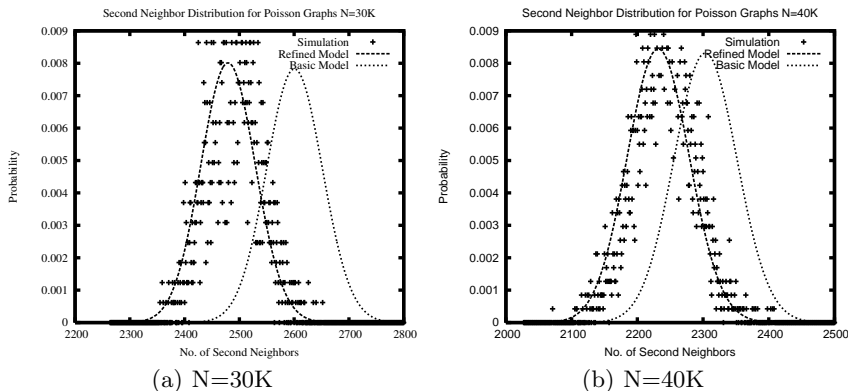 Second Neighbor Distribution for Poisson Graphs N=30K
0.009
0.008
0.007
0.006
0.005
0.004
0.003
0.002
0.001
0
Probability
Simulation
Refined Model
Basic Model
2200 2300 2400 2500 2600 2700 2800
No. of Second Neighbors
(a) N=30K
Second Neighbor Distribution for Poisson Graphs N=40K
0.009
0.008
0.007
0.006
0.005
0.004
0.003
0.002
0.001
0
Probability
Simulation
Refined Model
Basic Model
2000 2100 2200 2300 2400 2500
No. of Second Neighbors
(b) N=40K